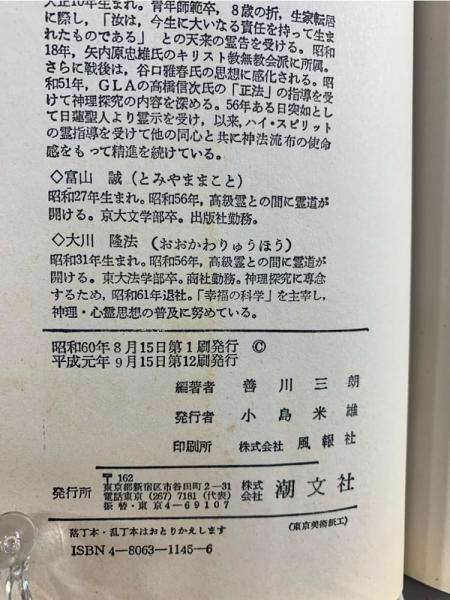 大正10年生まれ。青年師範卒，8歳の折，生家転居
に際し，「汝は，今生に大いなる責任を持って生ま
れたものである」との天来の霊告を受ける。昭和
18年，矢内原忠雄氏のキリスト教無教会派に所属。
さらに戦後は，谷口雅春氏の思想に感化される。昭
和51年，GLAの高橋信次氏の「正法」の指導を受
けて神理探究の内容を深める。56年ある日突如とし
て日蓮聖人より霊示を受け，以来，ハイ・スピリット
の霊指導を受けて他の同心と共に神法流布の使命
感をもって精進を続けている。
◇富山　誠（とみやままこと）
昭和27年生まれ。昭和56年，高級霊との間に霊道が
開ける。京大文学部卒。出版社勤務。
◇大川　隆法（おおかわりゅうほう）
昭和31年生まれ。昭和56年，高級霊との間に霊道が
開ける。東大法学部卒。商社勤務。神理探究に専念
するため，昭和61年退社。「幸福の科学」を主宰し，
神理・心霊思想の普及に努めている。
昭和60年8月15日第1刷発行　©
平成元年9月15日第12刷発行
編著者　善川三朗
発行者　小島米雄
印刷所　株式会社　風報社
〒162
発行所　東京都新宿区市谷田町2－31　株式会社　潮文社
電話東京（267）7181（代表）
振替・東京4－69107
落丁本・乱丁本はおとりかえします　（東京美術紙工）
ISBN4－8063－1145－6